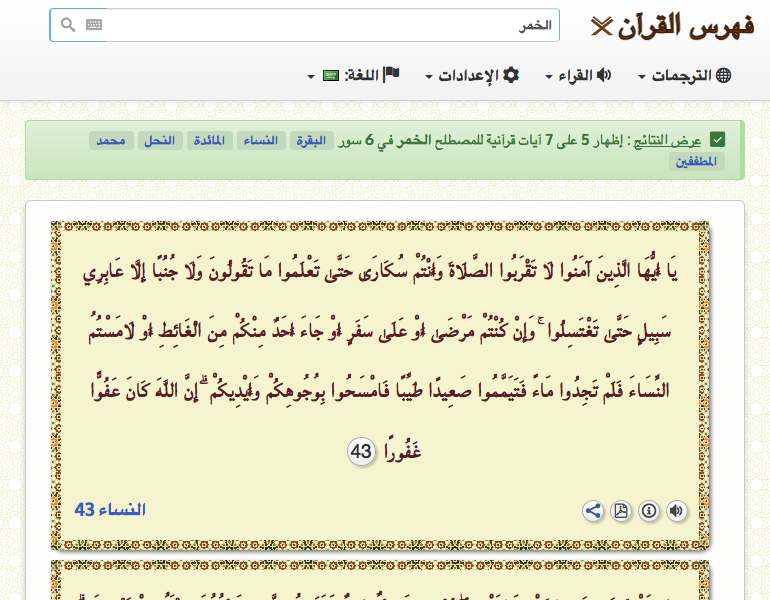 فهرس القرآن
الخمر
الترجمات القراء الإعدادات اللغة:
عرض النتائج : إظهار 5 على 7 آيات قرآنية للمصطلح الخمر في 6 سور البقرة النساء المائدة النحل محمد
المطففين
يَا أَيُّهَا الَّذِينَ آمَنُوا لَا تَقْرَبُوا الصَّلَاةَ وَأَنْتُمْ سُكَارَىٰ حَتَّىٰ تَعْلَمُوا مَا تَقُولُونَ وَلَا جُنُبًا إِلَّا عَابِرِي
سَبِيلٍ حَتَّىٰ تَغْتَسِلُوا ۚ وَإِنْ كُنْتُمْ مَرْضَىٰ أَوْ عَلَىٰ سَفَرٍ أَوْ جَاءَ أَحَدٌ مِنْكُمْ مِنَ الْغَائِطِ أَوْ لَامَسْتُمُ
النِّسَاءَ فَلَمْ تَجِدُوا مَاءً فَتَيَمَّمُوا صَعِيدًا طَيِّبًا فَامْسَحُوا بِوُجُوهِكُمْ وَأَيْدِيكُمْ ۗ إِنَّ اللَّهَ كَانَ عَفُوًّا
غَفُورًا 43
النساء 43